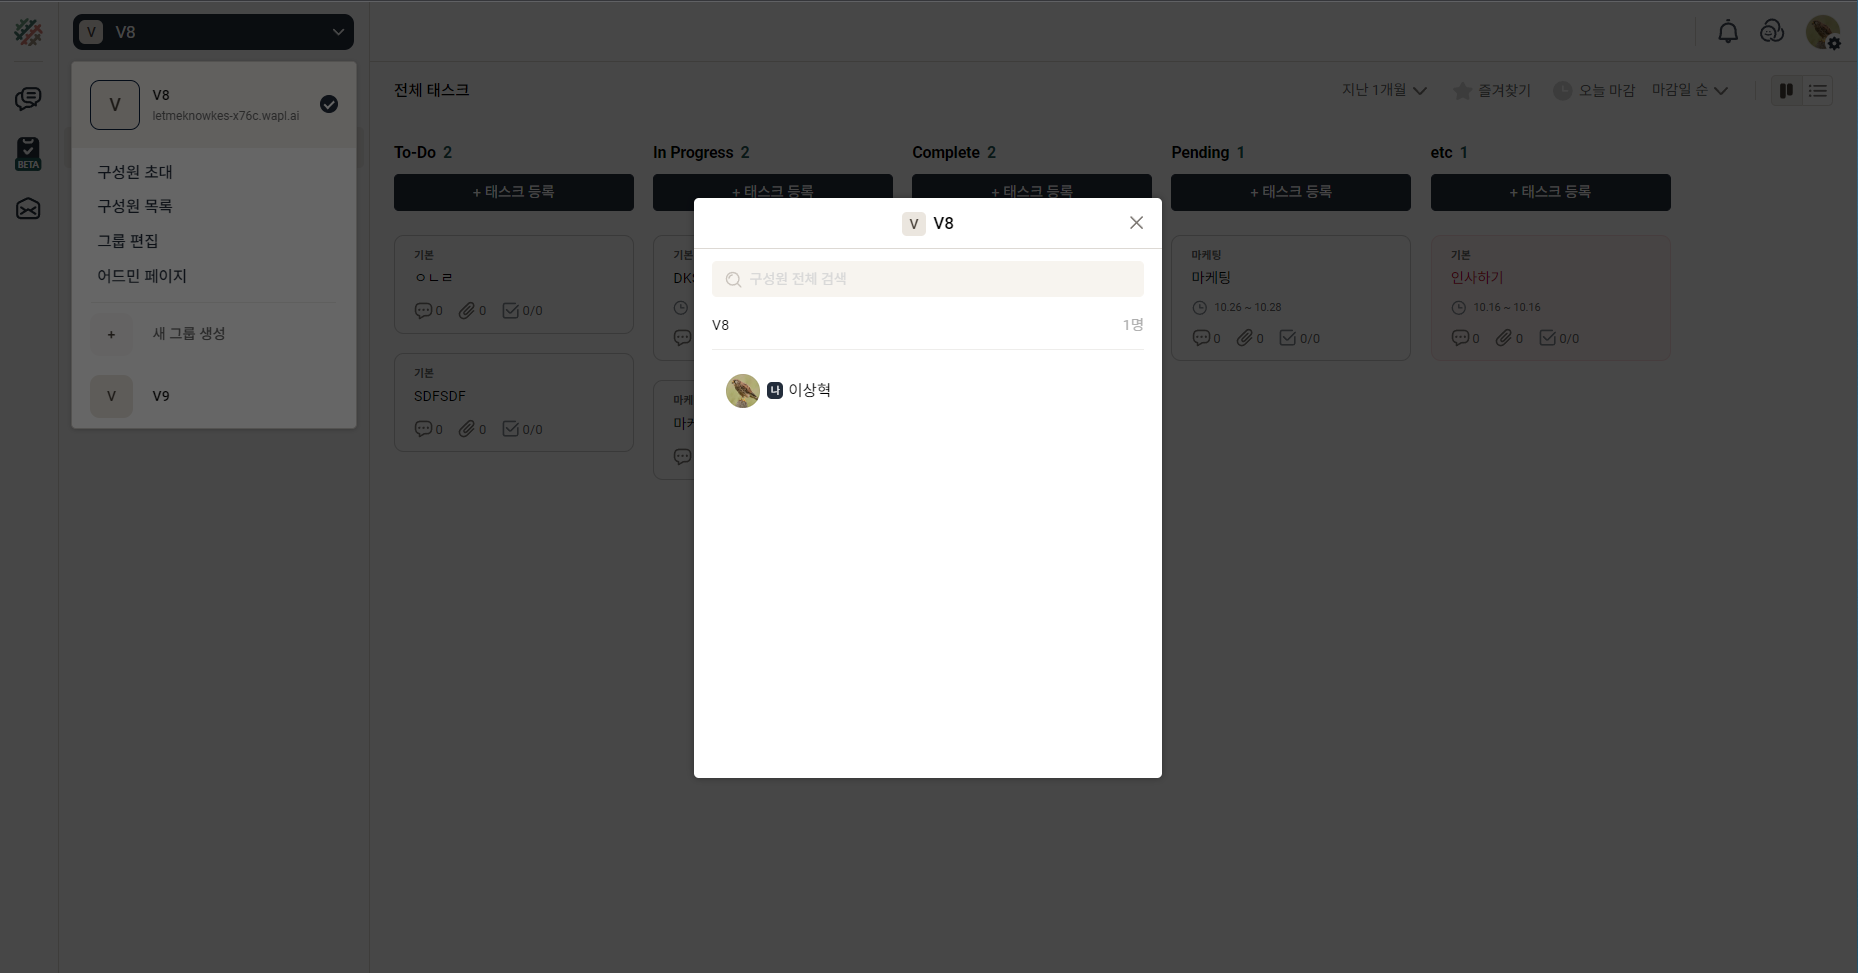 V V8
V V8
letmeknowkes-x76c.wapl.ai
구성원 초대
구성원 목록
그룹 편집
어드민 페이지
+ 새 그룹 생성
V V9
BETA
전체 태스크
지난 1개월 즐겨찾기 오늘 마감 마감일 순
To-Do 2
+ 태스크 등록
기본
ㅇㄴㄹ
0 0 0/0
기본
SDFSDF
0 0 0/0
In Progress 2
+ 태스크 등록
기본
마케
Complete 2
+ 태스크 등록
Pending 1
+ 태스크 등록
마케팅
마케팅
10.26 ~ 10.28
0 0 0/0
etc 1
+ 태스크 등록
기본
인사하기
10.16 ~ 10.16
0 0 0/0
V V8
구성원 전체 검색
V8 1명
나 이상혁